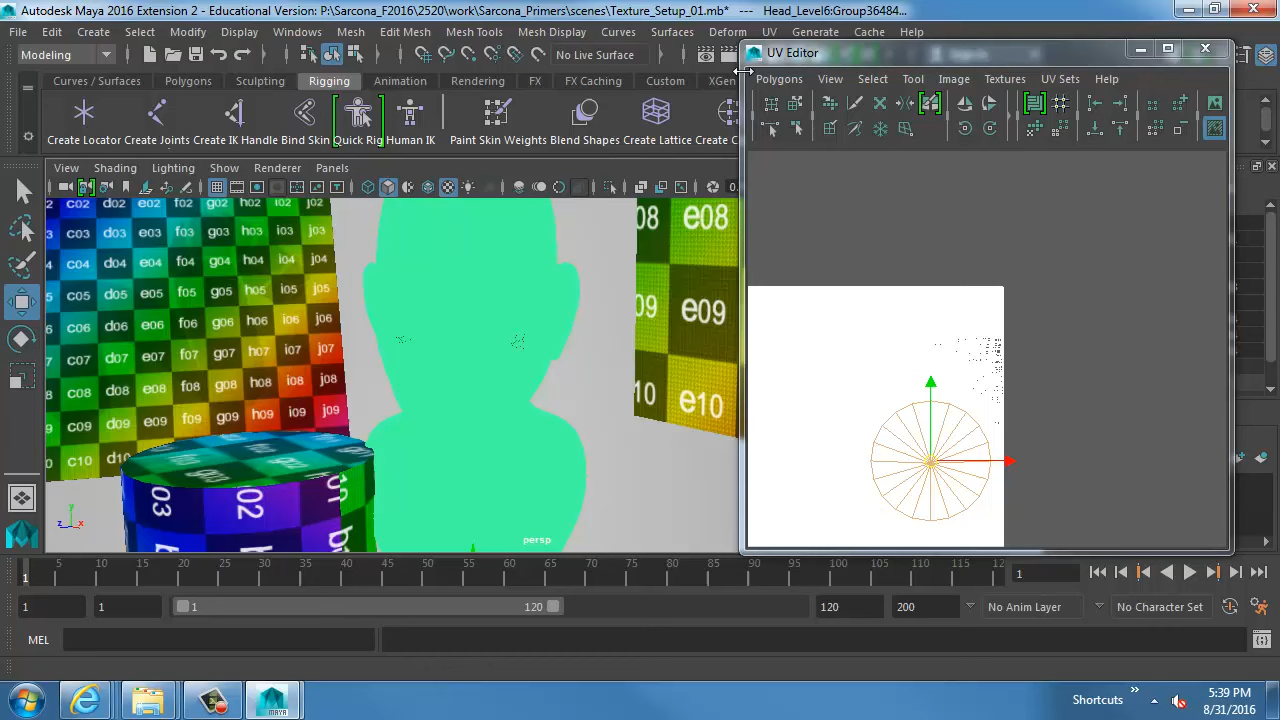 Autodesk Maya 2016 Extension 2 - Educational Version: P:\Sarcona_F2016\2520\work\Sarcona_Primers\scenes\Texture_Setup_01.mb* --- Head_Level6:Group36484...
File Edit Create Select Modify Display Windows Mesh Edit Mesh Mesh Tools Mesh Display Curves Surfaces Deform UV Generate Cache Help
Modeling No Live Surface
UV Editor
Curves / Surfaces Polygons Sculpting Rigging Animation Rendering FX FX Caching Custom XGen
Polygons View Select Tool Image Textures UV Sets Help
Create Locator Create Joints Create IK Handle Bind Skin Quick Rig Human IK Paint Skin Weights Blend Shapes Create Lattice
View Shading Lighting Show Renderer Panels
c02 d02 e02 f02 g02 h02 i02 j02
c03 d03 e03 f03 g03 h03 i03 j03
c04 d04 e04 f04 g04 h04 i04 j04
c05 d05 e05 f05 g05 h05 i05 j05
c06 d06 e06 f06 g06 h06 i06 j06
c07 d07 e07 f07 g07 h07 i07 j07
c08 d08 e08 f08 g08 h08 i08 j08
c09 d09 e09 f09 g09 h09 i09 j09
c10
08 e08
09 e09
10 e10
03 02
z x y
persp
1 5 10 15 20 25 30 35 40 45 50 55 60 65 70 75 80 85 90 95 100 105 110 115 12
1
1 1 1 120 120 200 No Anim Layer No Character Set
MEL
Shortcuts
MAYA
5:39 PM
8/31/2016